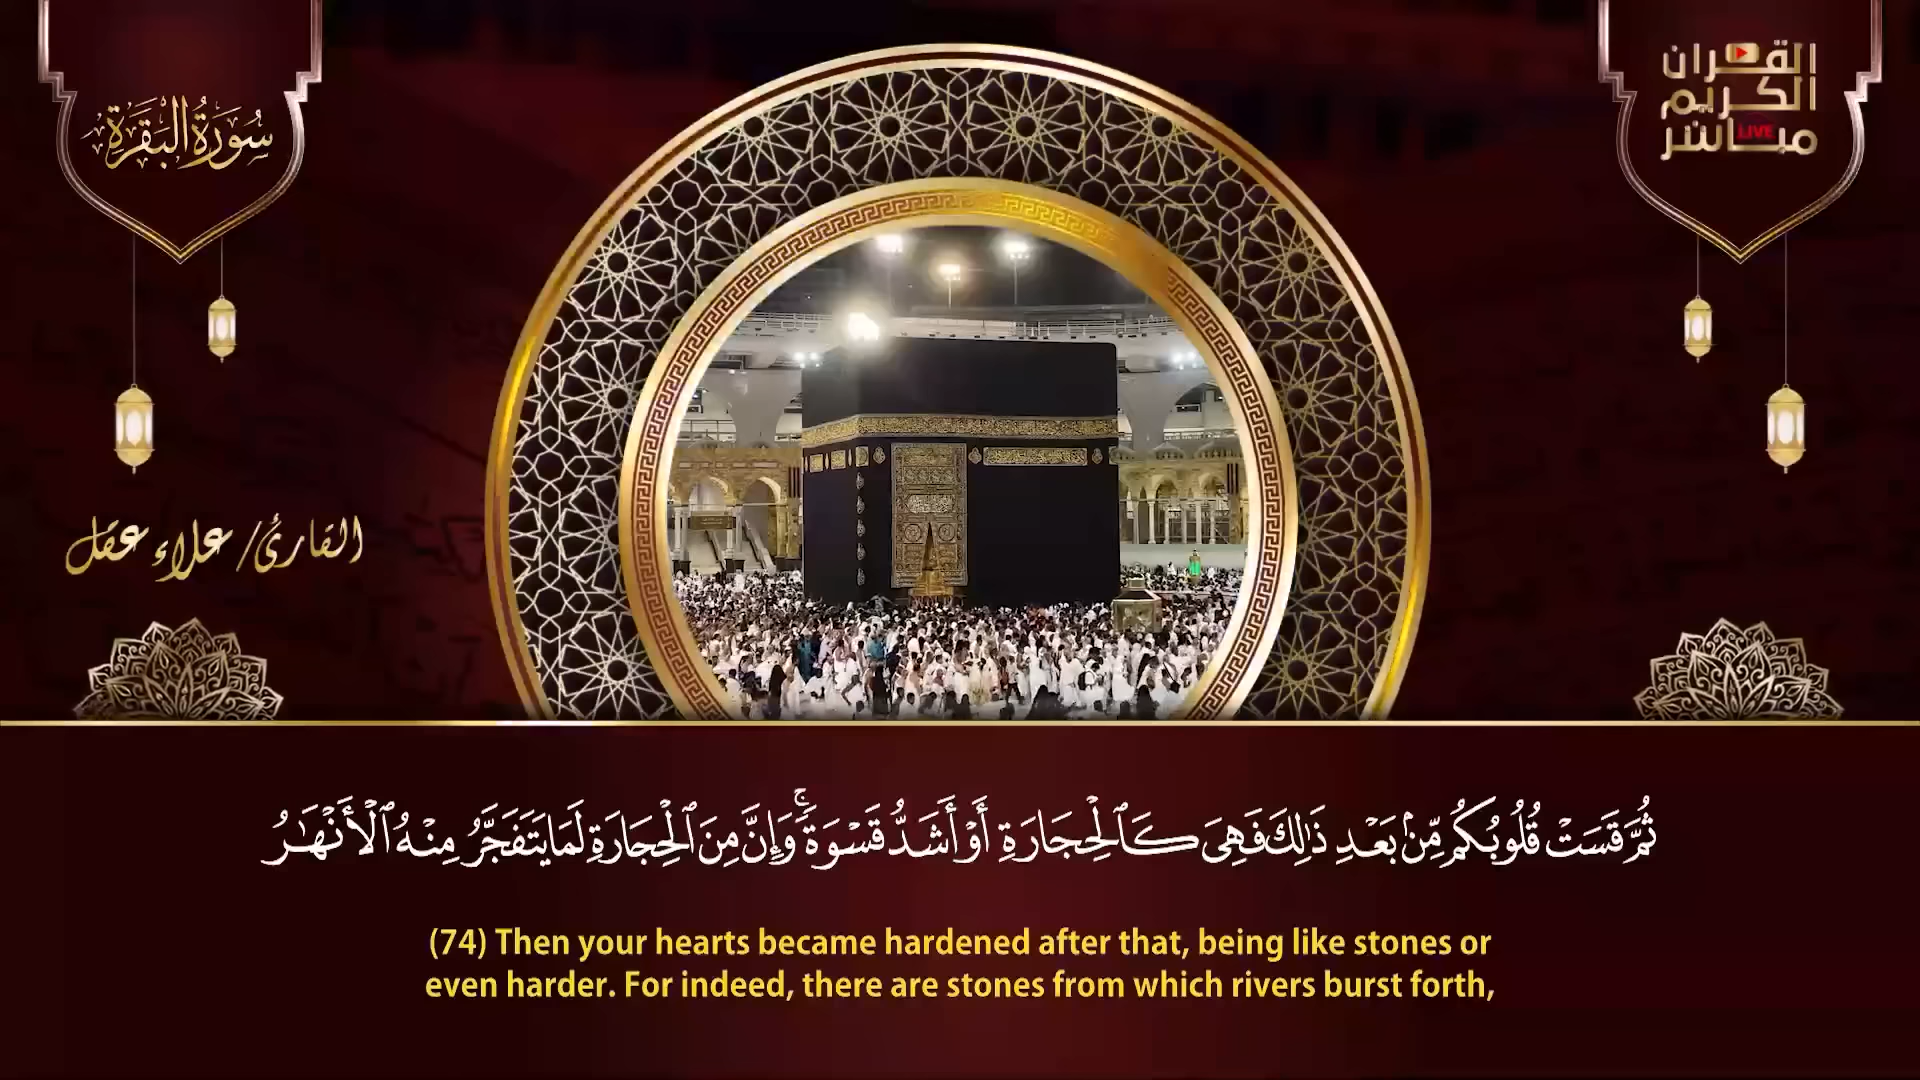 سُورَةُ البَقَرَةِ
القرآن
الكريم
مباشر
LIVE
القارئ/ علاء عقل
ثُمَّ قَسَتْ قُلُوبُكُم مِّنۢ بَعْدِ ذَٰلِكَ فَهِىَ كَٱلْحِجَارَةِ أَوْ أَشَدُّ قَسْوَةًۚ وَإِنَّ مِنَ ٱلْحِجَارَةِ لَمَا يَتَفَجَّرُ مِنْهُ ٱلْأَنْهَـٰرُ
(74) Then your hearts became hardened after that, being like stones or
even harder. For indeed, there are stones from which rivers burst forth,